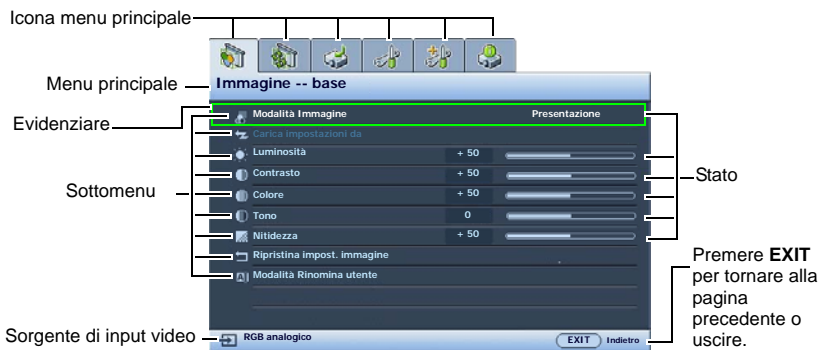 Icona menu principale
Menu principale
Immagine -- base
Evidenziare
Modalità Immagine Presentazione
Carica impostazioni da
Luminosità + 50
Contrasto + 50
Colore + 50
Tono 0
Nitidezza + 50
Ripristina impost. immagine
Modalità Rinomina utente
Sottomenu
Stato
Premere EXIT
per tornare alla
pagina
precedente o
uscire.
Sorgente di input video
RGB analogico EXIT Indietro